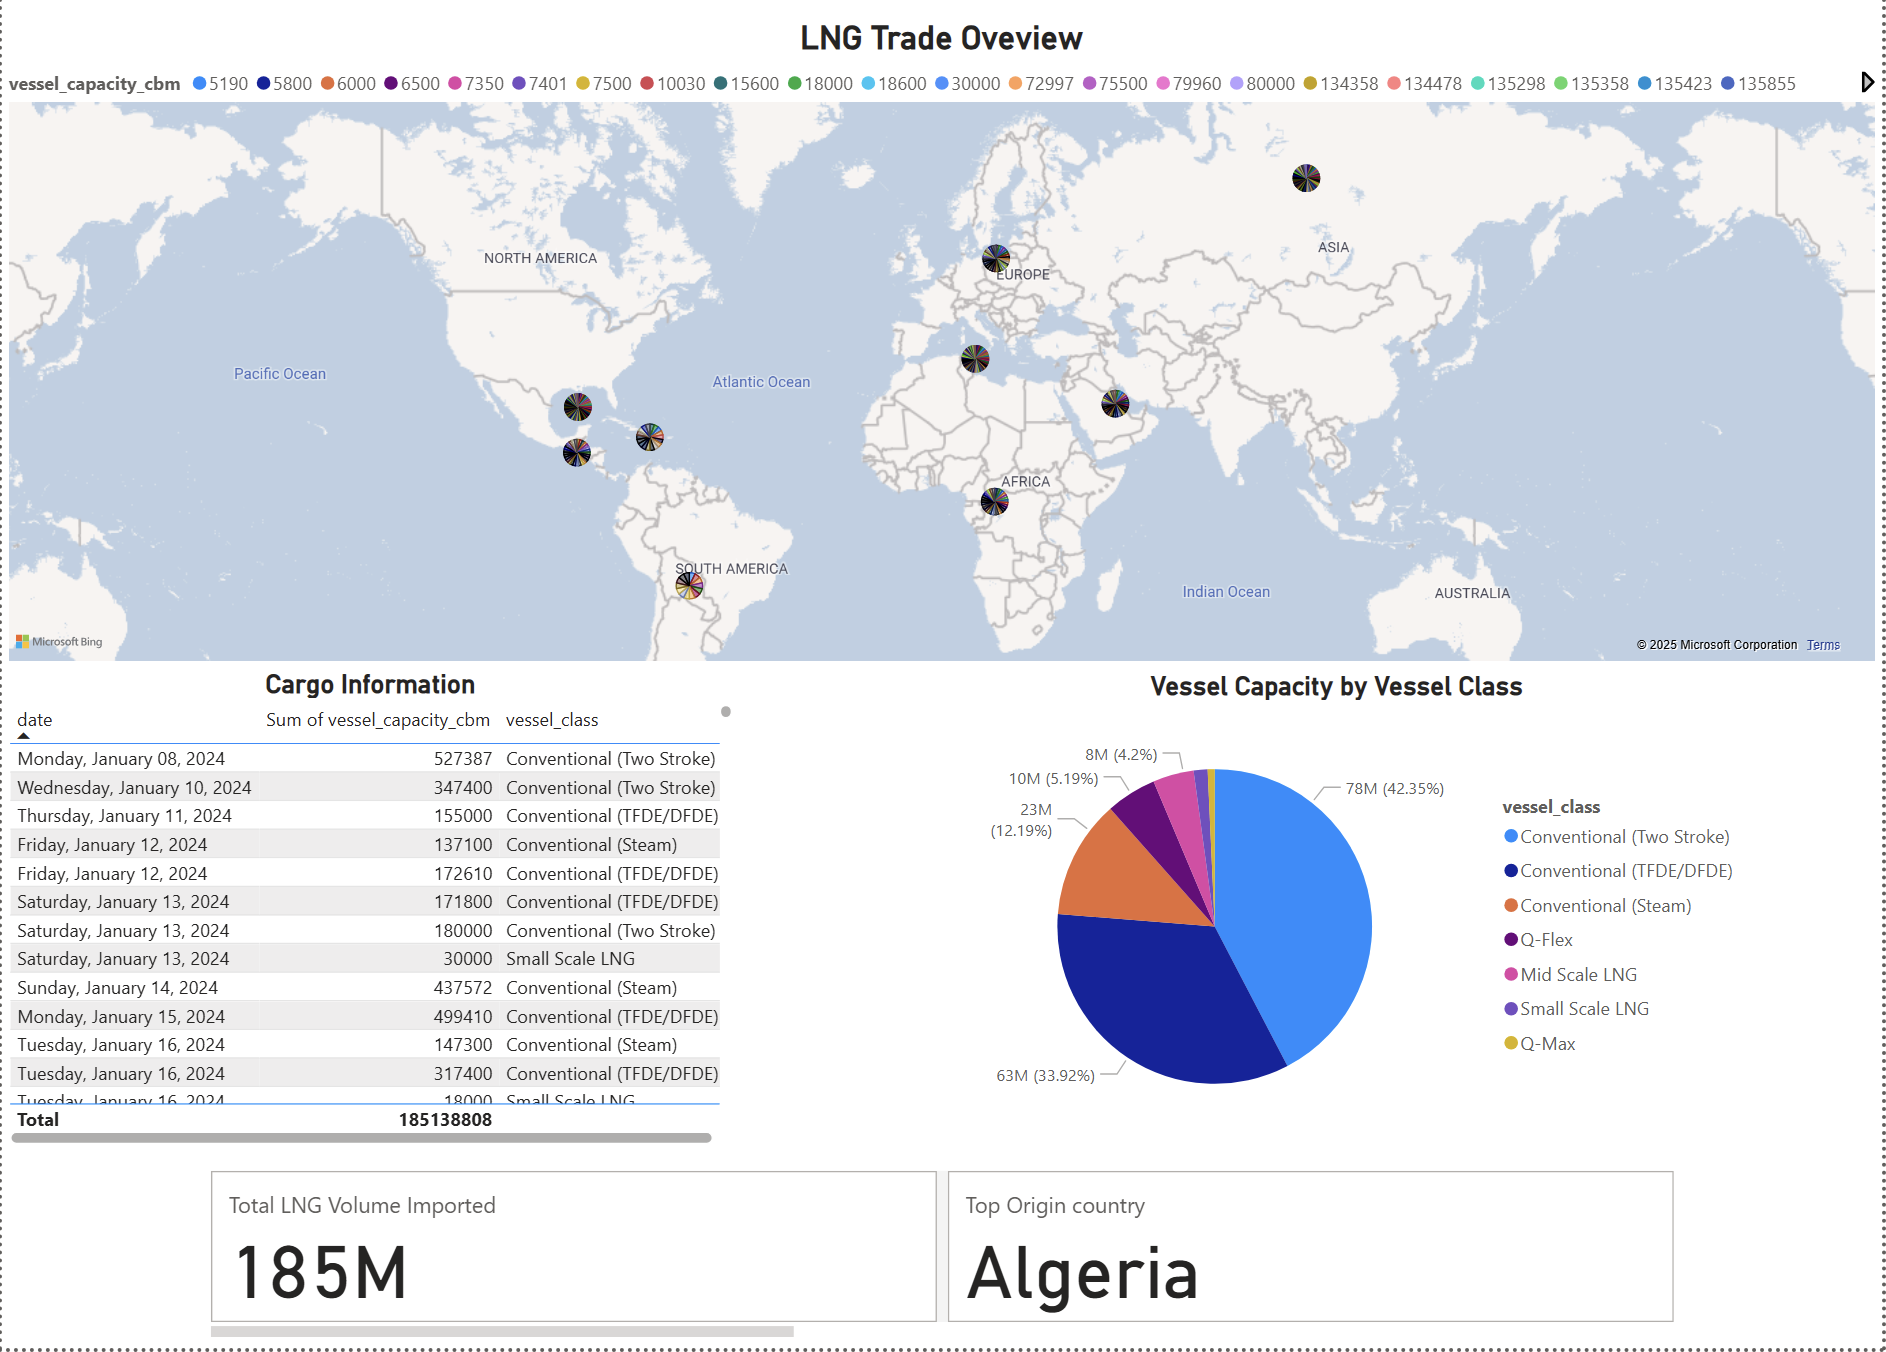 LNG Trade Oveview
vessel_capacity_cbm 5190 5800 6000 6500 7350 7401 7500 10030 15600 18000 18600 30000 72997 75500 79960 80000 134358 134478 135298 135358 135423 135855
ASIA
NORTH AMERICA
EUROPE
Pacific Ocean
Atlantic Ocean
AFRICA
SOUTH AMERICA
Indian Ocean
AUSTRALIA
Microsoft Bing
© 2025 Microsoft Corporation Terms
Cargo Information
date Sum of vessel_capacity_cbm vessel_class
Monday, January 08, 2024 527387 Conventional (Two Stroke)
Wednesday, January 10, 2024 347400 Conventional (Two Stroke)
Thursday, January 11, 2024 155000 Conventional (TFDE/DFDE)
Friday, January 12, 2024 137100 Conventional (Steam)
Friday, January 12, 2024 172610 Conventional (TFDE/DFDE)
Saturday, January 13, 2024 171800 Conventional (TFDE/DFDE)
Saturday, January 13, 2024 180000 Conventional (Two Stroke)
Saturday, January 13, 2024 30000 Small Scale LNG
Sunday, January 14, 2024 437572 Conventional (Steam)
Monday, January 15, 2024 499410 Conventional (TFDE/DFDE)
Tuesday, January 16, 2024 147300 Conventional (Steam)
Tuesday, January 16, 2024 317400 Conventional (TFDE/DFDE)
Tuesday, January 16, 2024 18000 Small Scale LNG
Total 185138808
Vessel Capacity by Vessel Class
8M (4.2%)
10M (5.19%)
23M
(12.19%)
78M (42.35%)
63M (33.92%)
vessel_class
Conventional (Two Stroke)
Conventional (TFDE/DFDE)
Conventional (Steam)
Q-Flex
Mid Scale LNG
Small Scale LNG
Q-Max
Total LNG Volume Imported
185M
Top Origin country
Algeria